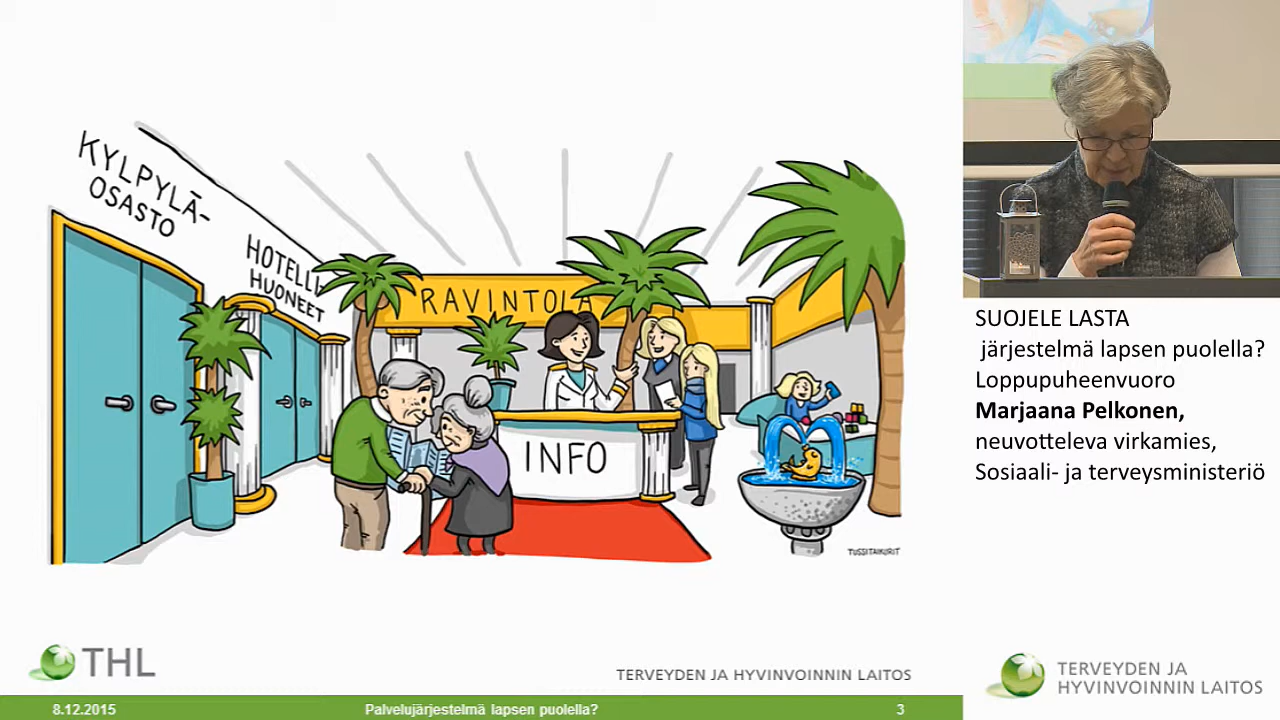 KYLPYLÄ-
OSASTO
HOTELLI-
HUONEET
RAVINTOLA
INFO
TUSSITAIKURIT
THL
TERVEYDEN JA HYVINVOINNIN LAITOS
8.12.2015
Palvelujärjestelmä lapsen puolella?
3
SUOJELE LASTA
järjestelmä lapsen puolella?
Loppupuheenvuoro
Marjaana Pelkonen,
neuvotteleva virkamies,
Sosiaali- ja terveysministeriö
TERVEYDEN JA
HYVINVOINNIN LAITOS